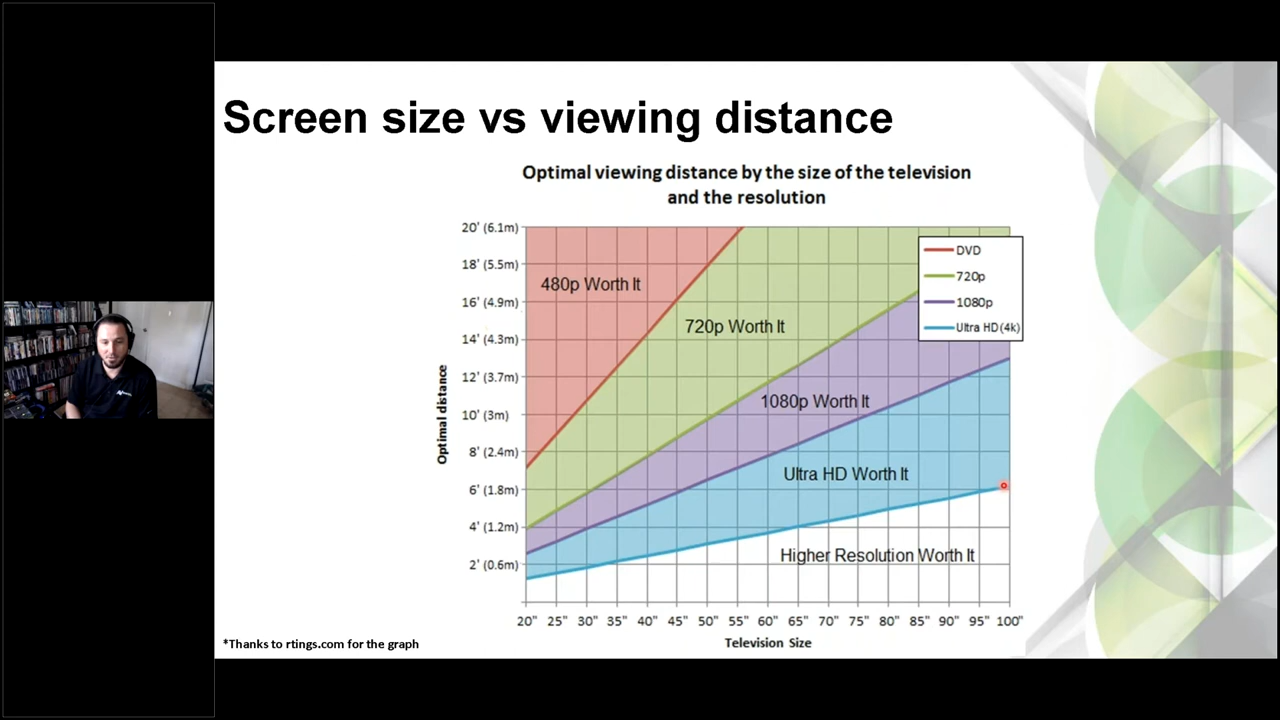 Screen size vs viewing distance
Optimal viewing distance by the size of the television
and the resolution
20' (6.1m)
18' (5.5m)
16' (4.9m)
14' (4.3m)
12' (3.7m)
10' (3m)
8' (2.4m)
6' (1.8m)
4' (1.2m)
2' (0.6m)
Optimal distance
480p Worth It
720p Worth It
1080p Worth It
Ultra HD Worth It
Higher Resolution Worth It
DVD
720p
1080p
Ultra HD(4k)
20" 25" 30" 35" 40" 45" 50" 55" 60" 65" 70" 75" 80" 85" 90" 95" 100"
Television Size
*Thanks to rtings.com for the graph